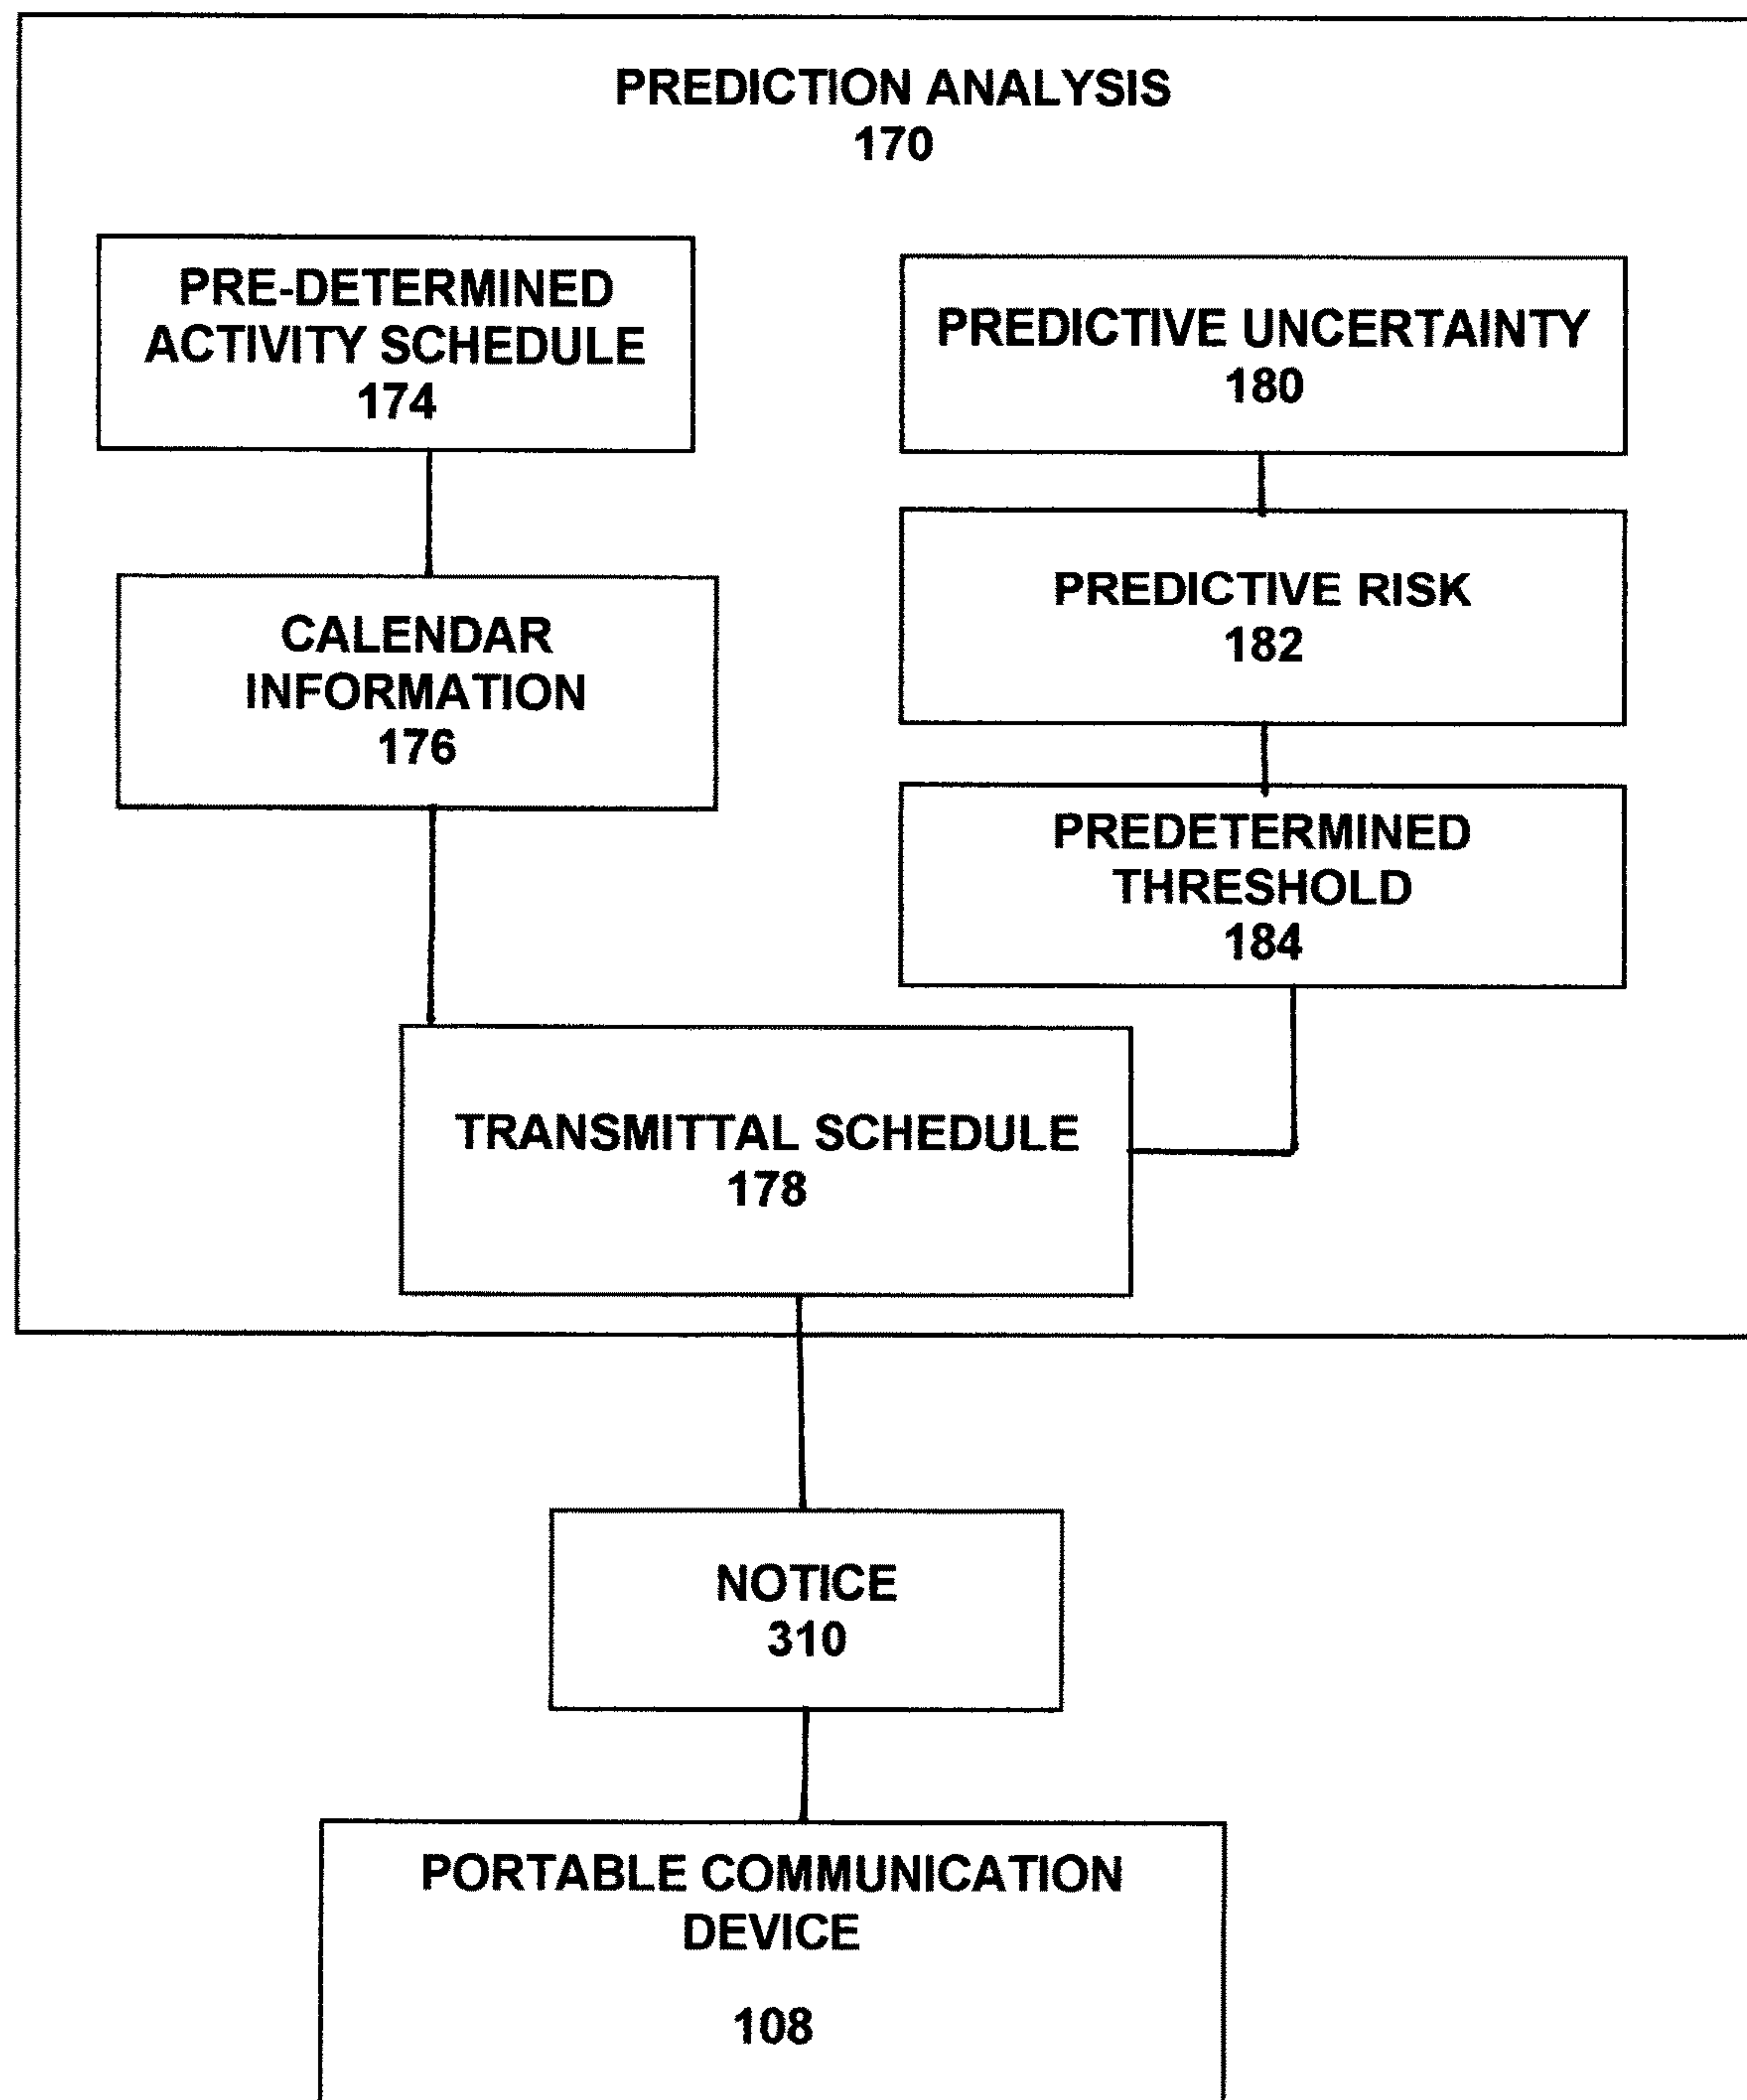 PREDICTION ANALYSIS
170
PRE-DETERMINED
ACTIVITY SCHEDULE
174
CALENDAR
INFORMATION
176
PREDICTIVE UNCERTAINTY
180
PREDICTIVE RISK
182
PREDETERMINED
THRESHOLD
184
TRANSMITTAL SCHEDULE
178
NOTICE
310
PORTABLE COMMUNICATION
DEVICE
108